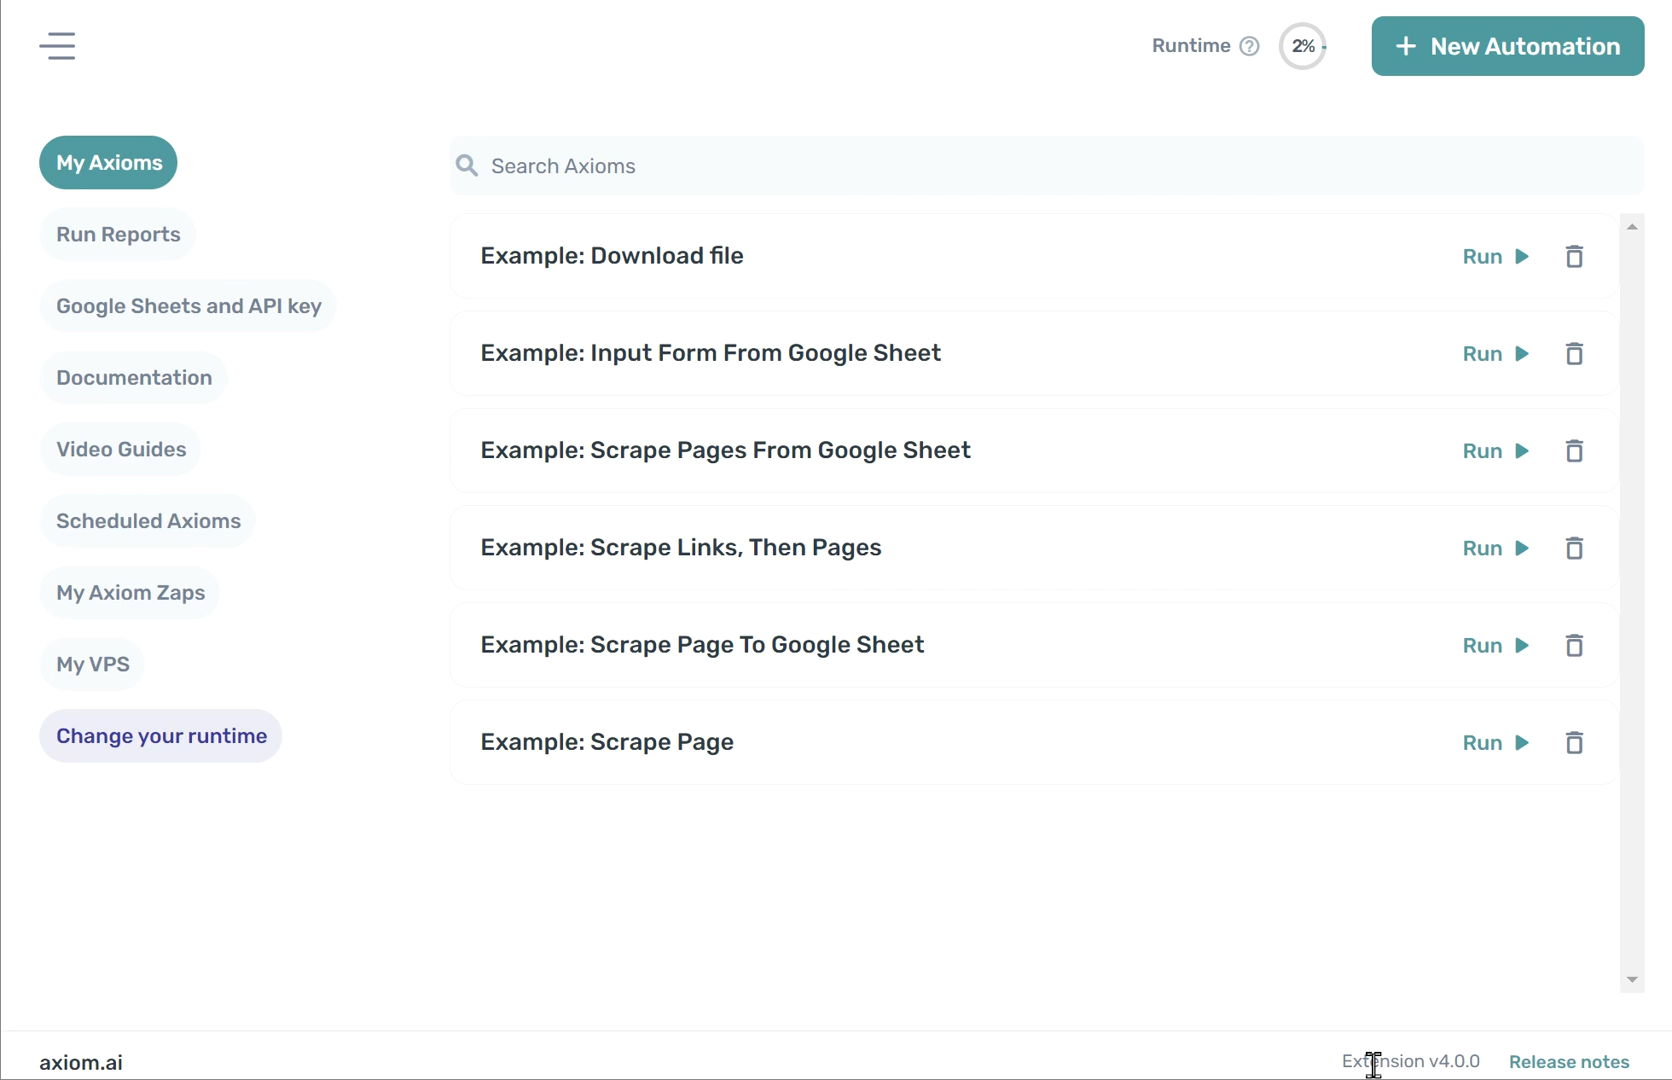 Runtime
2%
+ New Automation
My Axioms
Run Reports
Google Sheets and API key
Documentation
Video Guides
Scheduled Axioms
My Axiom Zaps
My VPS
Change your runtime
Search Axioms
Example: Download file Run
Example: Input Form From Google Sheet Run
Example: Scrape Pages From Google Sheet Run
Example: Scrape Links, Then Pages Run
Example: Scrape Page To Google Sheet Run
Example: Scrape Page Run
axiom.ai
Extension v4.0.0 Release notes